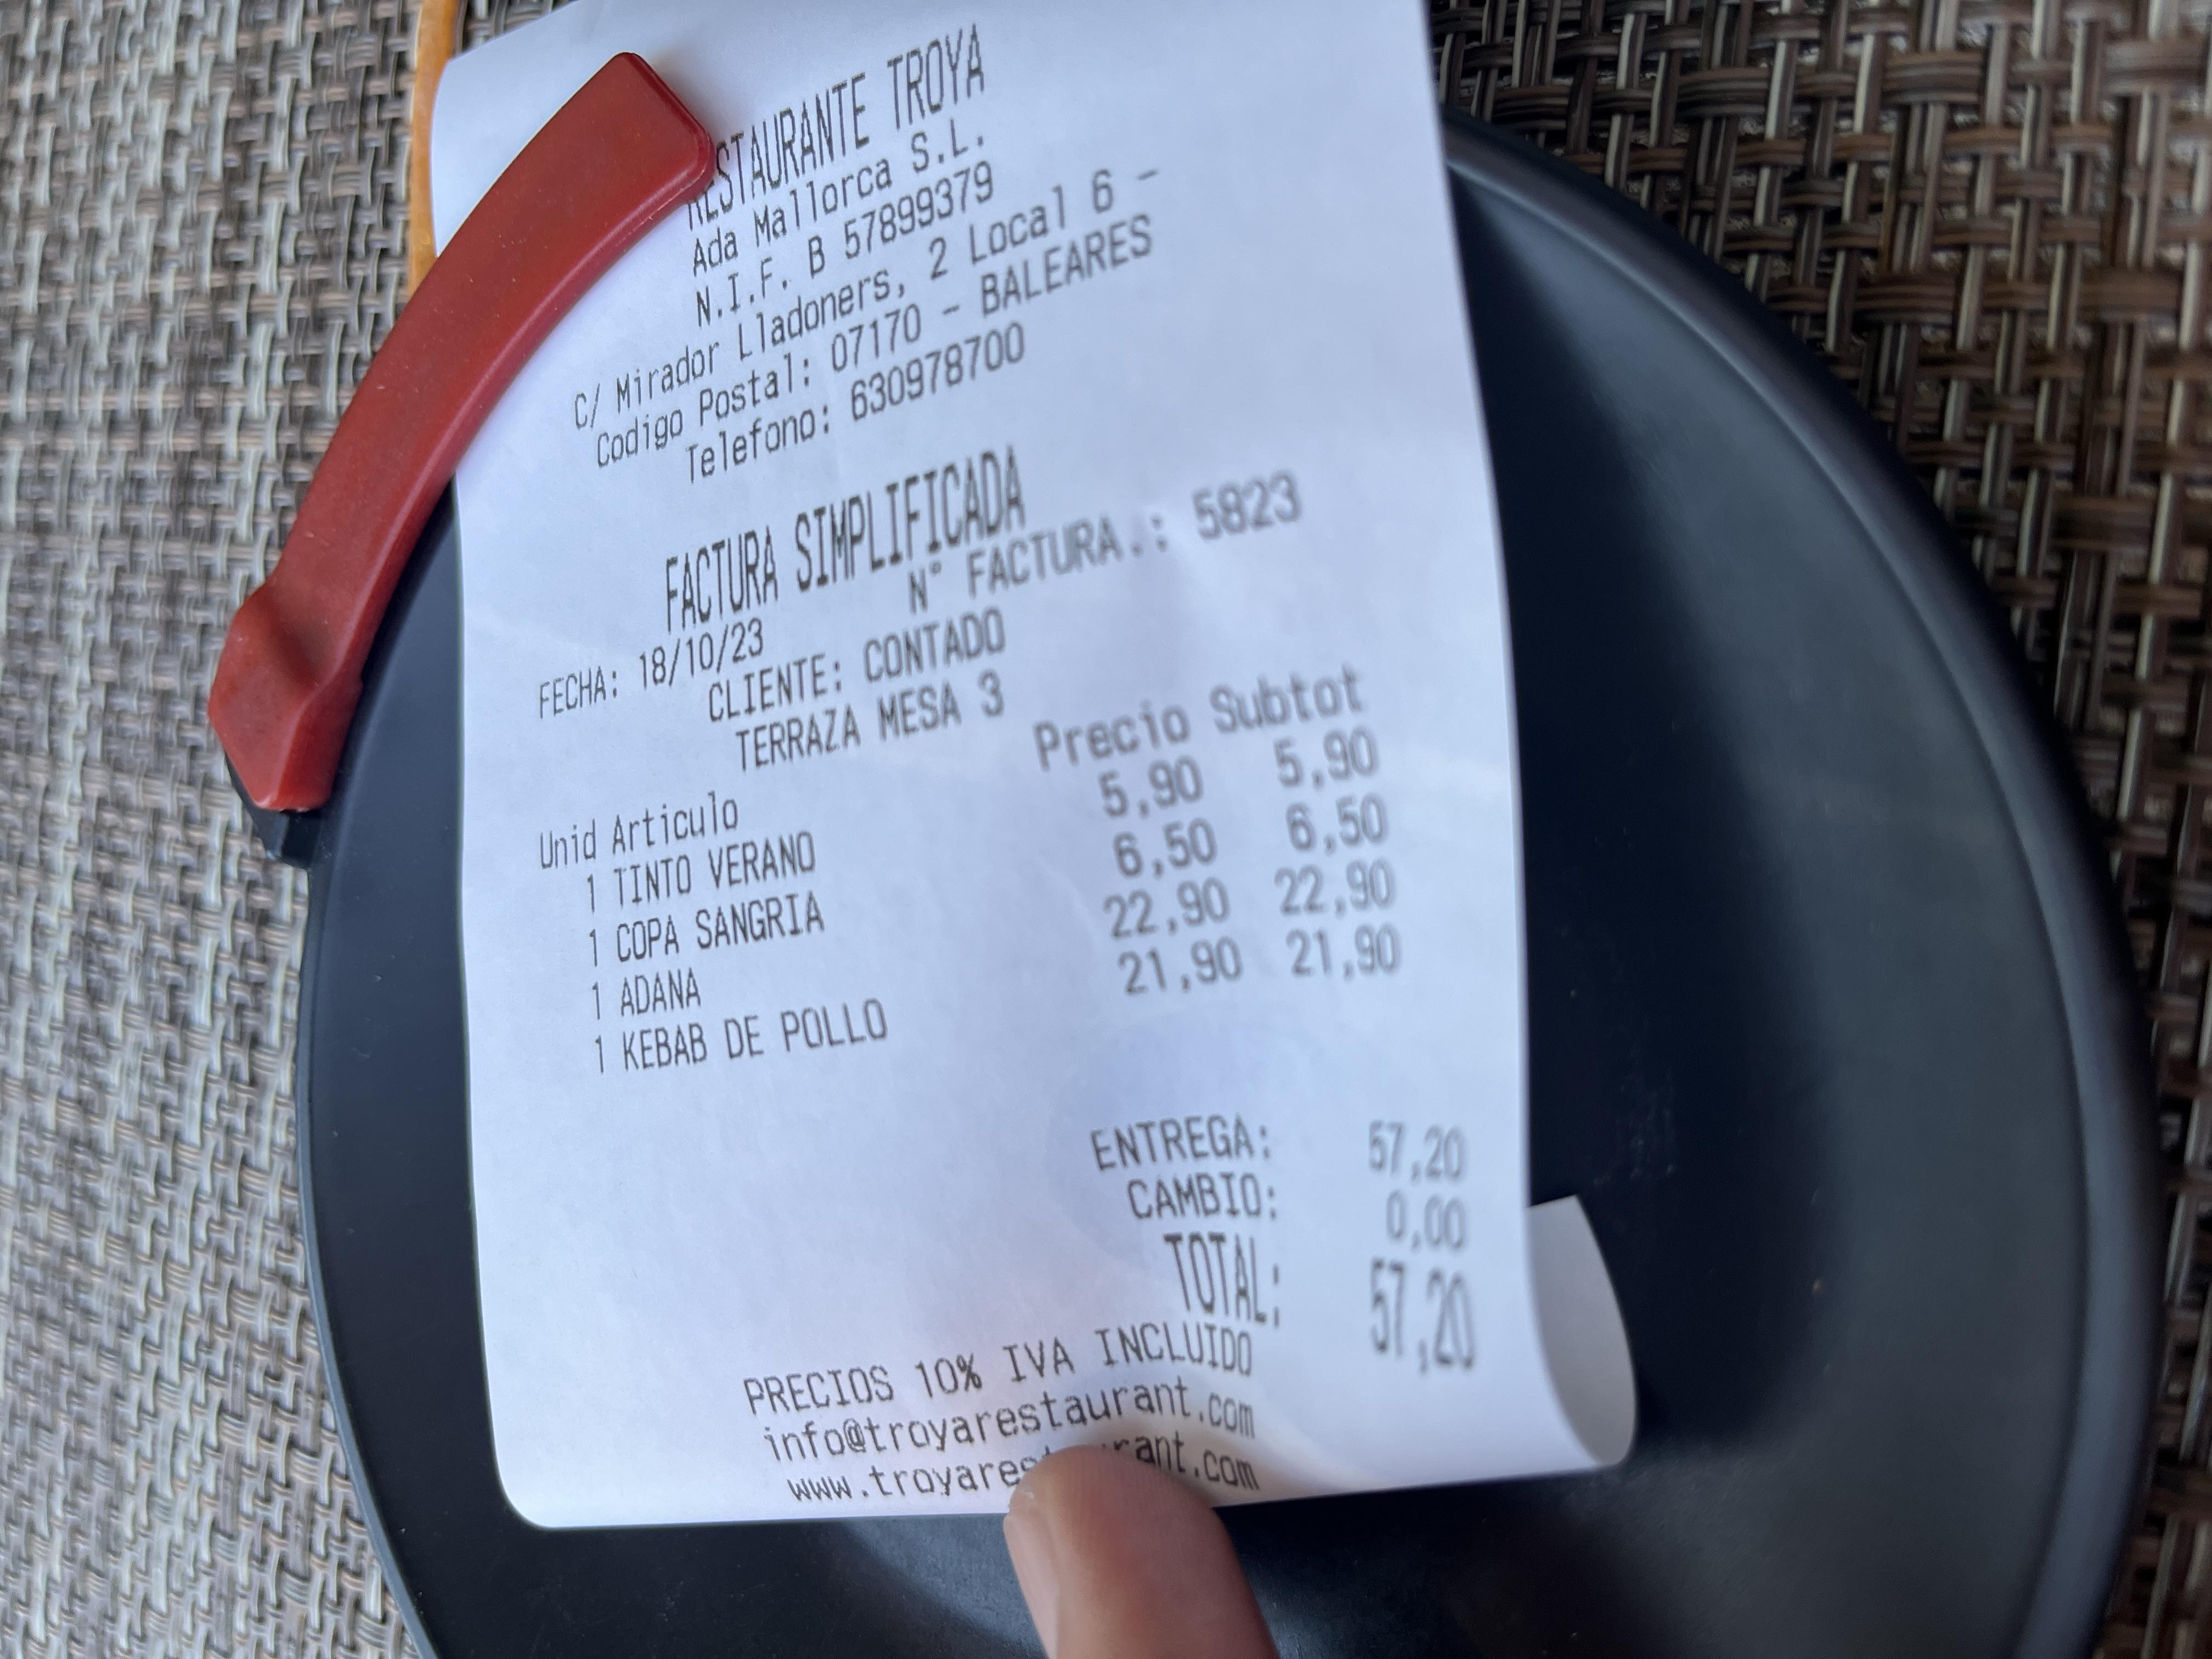 RESTAURANTE TROYA
Ada Mallorca S.L.
N.I.F. B 57899379
C/ Mirador Lladoners, 2 Local 6 -
Codigo Postal: 07170 - BALEARES
Telefono: 630978700
FACTURA SIMPLIFICADA
N° FACTURA.: 5823
FECHA: 18/10/23
CLIENTE: CONTADO
TERRAZA MESA 3
Unid Articulo Precio Subtot
1 TINTO VERANO 5,90 5,90
1 COPA SANGRIA 6,50 6,50
1 ADANA 22,90 22,90
1 KEBAB DE POLLO 21,90 21,90
ENTREGA: 57,20
CAMBIO: 0,00
TOTAL: 57,20
PRECIOS 10% IVA INCLUIDO
info@troyarestaurant.com
www.troyarestaurant.com